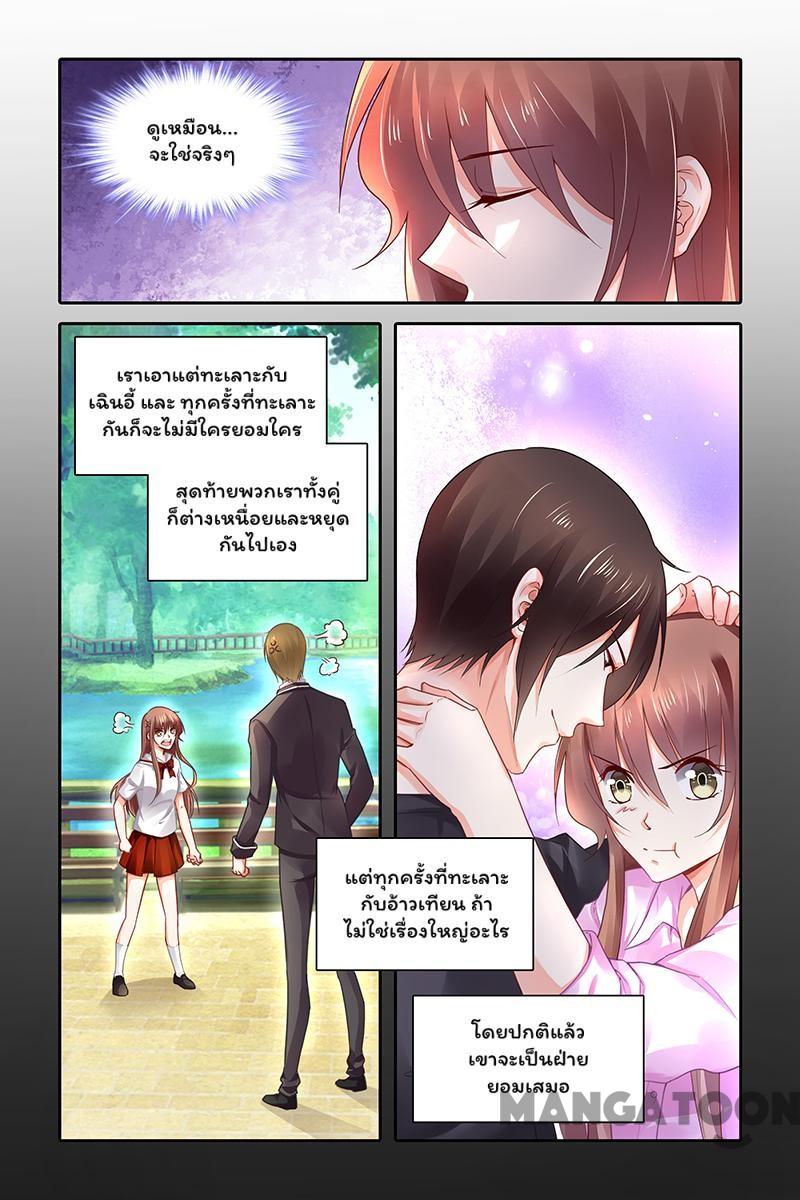 ดูเหมือน...
จะใช่จริงๆ
เราเอาแต่ทะเลาะกับ
เฉินอี้ และ ทุกครั้งที่ทะเลาะ
กันก็จะไม่มีใครยอมใคร
สุดท้ายพวกเราทั้งคู่
ก็ต่างเหนื่อยและหยุด
กันไปเอง
แต่ทุกครั้งที่ทะเลาะ
กับอ้าวเทียน ถ้า
ไม่ใช่เรื่องใหญ่อะไร
โดยปกติแล้ว
เขาจะเป็นฝ่าย
ยอมเสมอ
MANGATOON